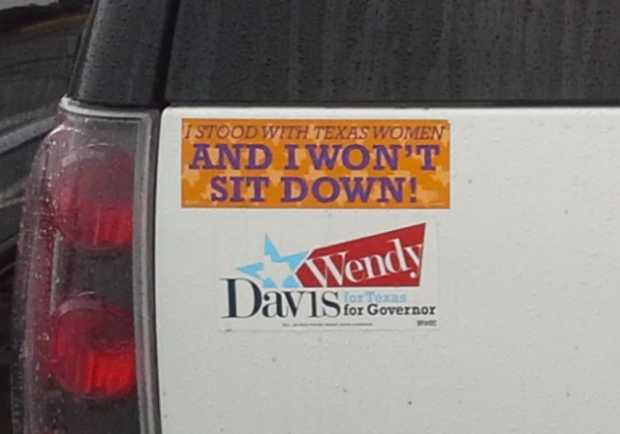 I STOOD WITH TEXAS WOMEN
AND I WON'T
SIT DOWN!
Wendy
Davis
for Texas
for Governor